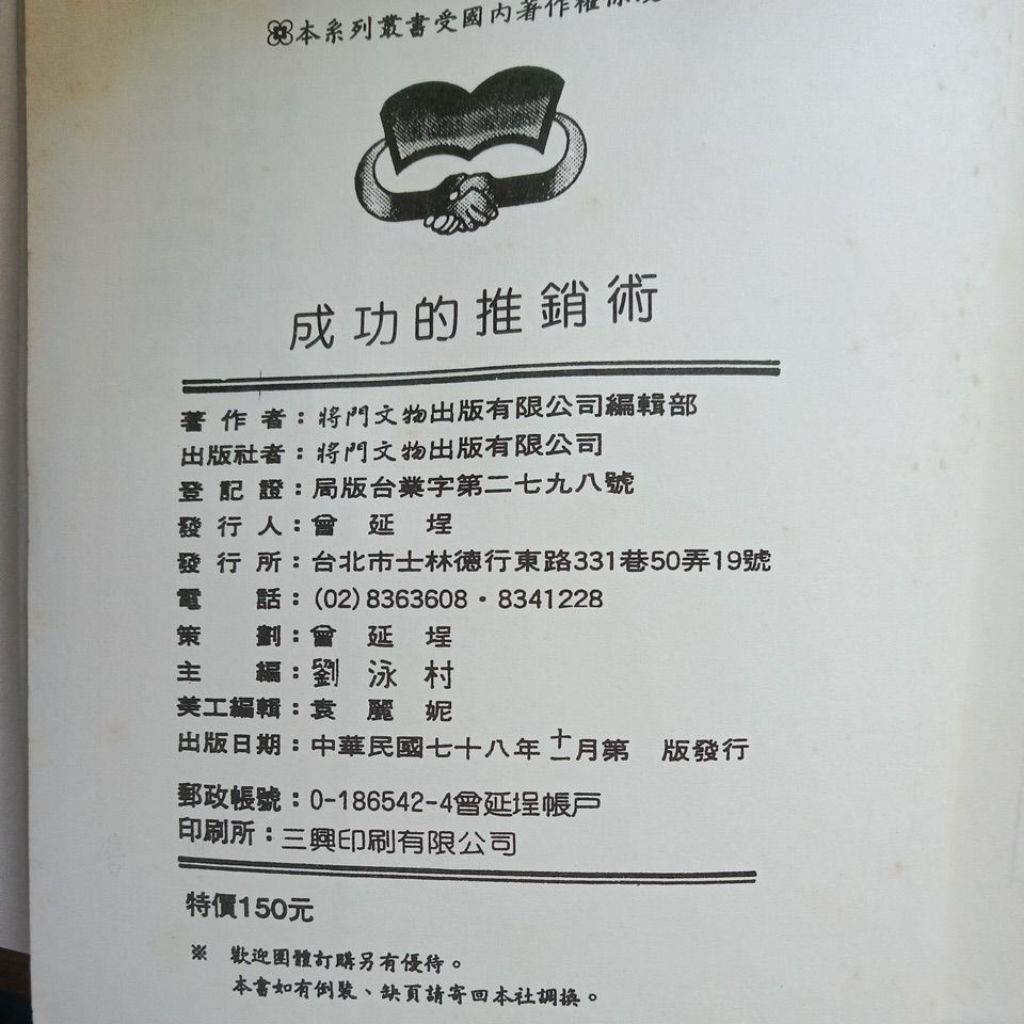 本系列叢書受國內著作權
成功的推銷術
著作者：將門文物出版有限公司編輯部
出版社者：將門文物出版有限公司
登記證：局版台業字第二七九八號
發行人：曾延埕
發行所：台北市士林德行東路331巷50弄19號
電話：(02)8363608・8341228
策劃：曾延埕
主編：劉泳村
美工編輯：袁麗妮
出版日期：中華民國七十八年十一月第　版發行
郵政帳號：0-186542-4曾延埕帳戶
印刷所：三興印刷有限公司
特價150元
※　歡迎團體訂購另有優待。
本書如有倒裝、缺頁請寄回本社調換。